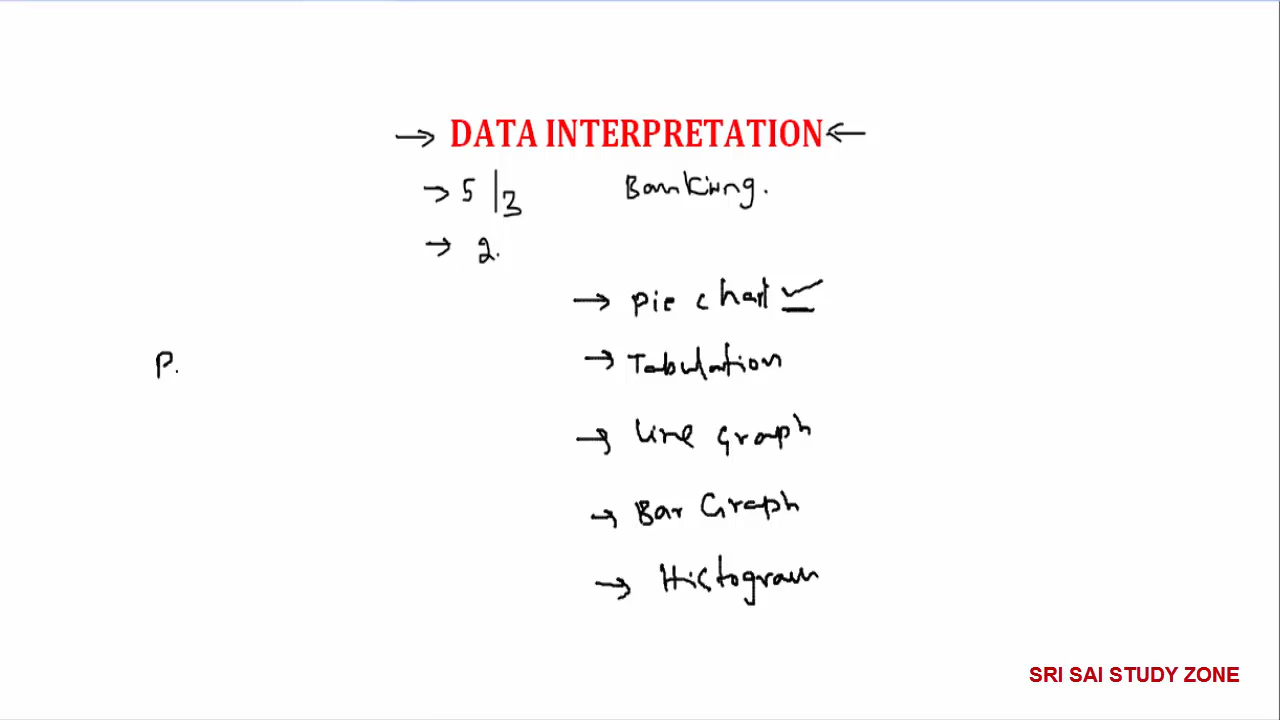 → DATA INTERPRETATION ←
→ 5 | 3 Banking.
→ 2.
→ Pie chart ✓
P.
→ Tabulation
→ Line Graph
→ Bar Graph
→ Histogram
SRI SAI STUDY ZONE